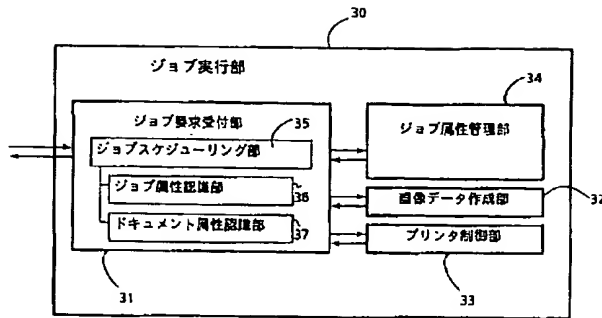 30
ジョブ実行部
34
ジョブ要求受付部
35
ジョブスケジューリング部
ジョブ属性管理部
ジョブ属性認識部
36
画像データ作成部
32
ドキュメント属性認識部
37
プリンタ制御部
31
33